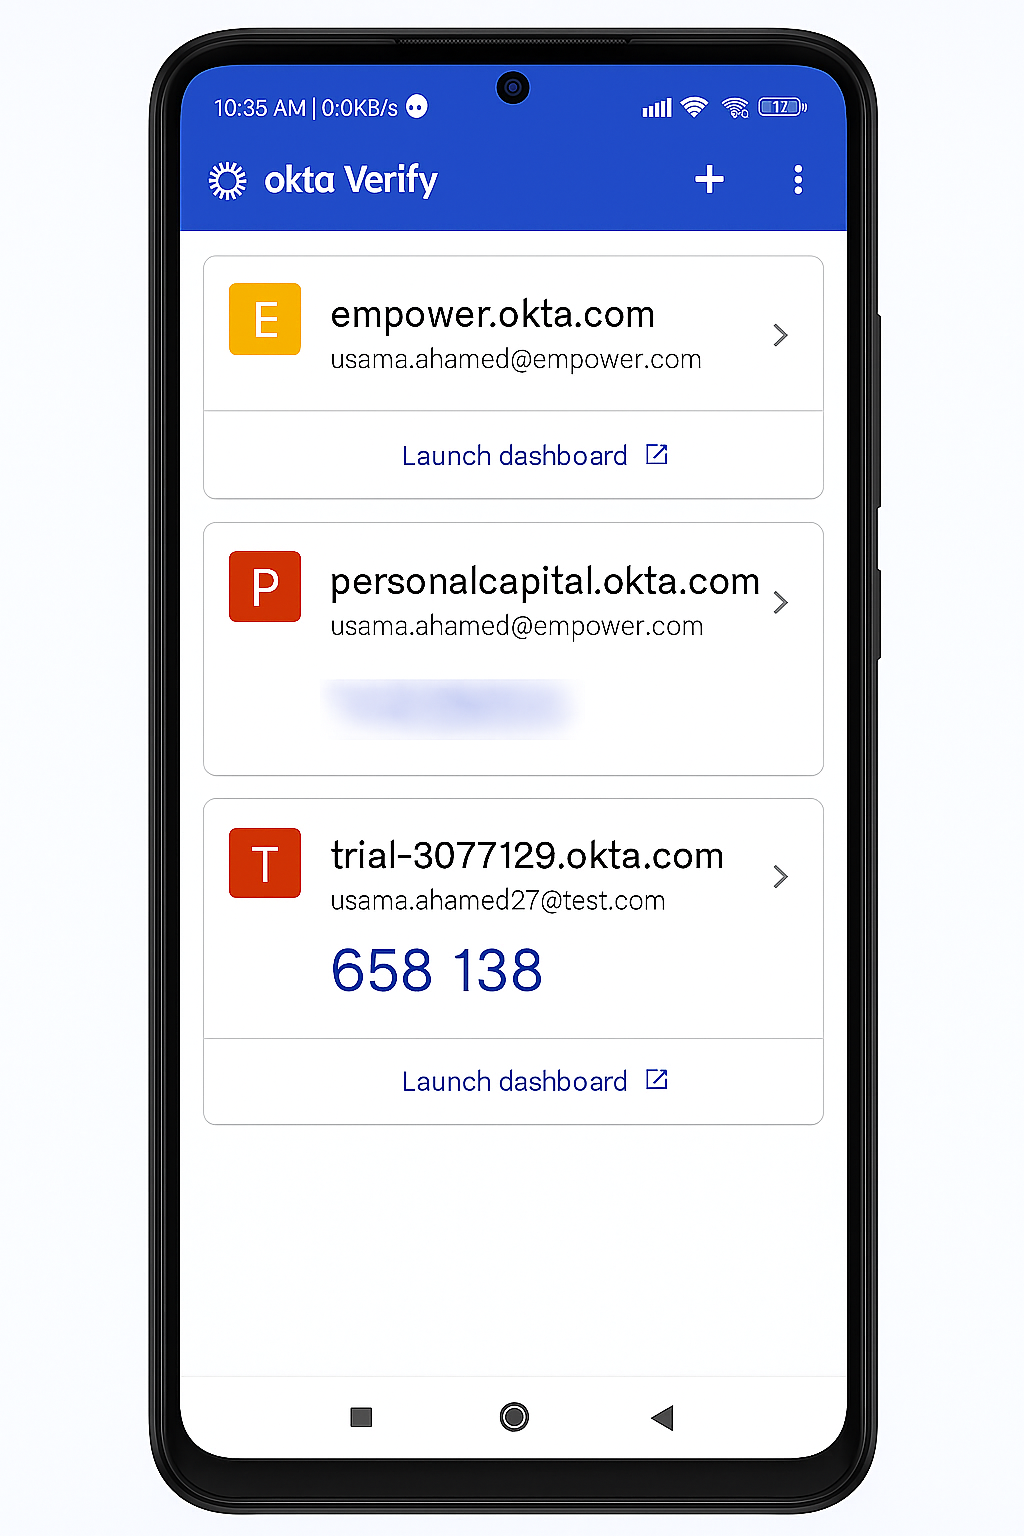 10:35 AM | 0:0KB/s
17
okta Verify
E
empower.okta.com
usama.ahamed@empower.com
Launch dashboard
P
personalcapital.okta.com
usama.ahamed@empower.com
T
trial-3077129.okta.com
usama.ahamed27@test.com
658 138
Launch dashboard